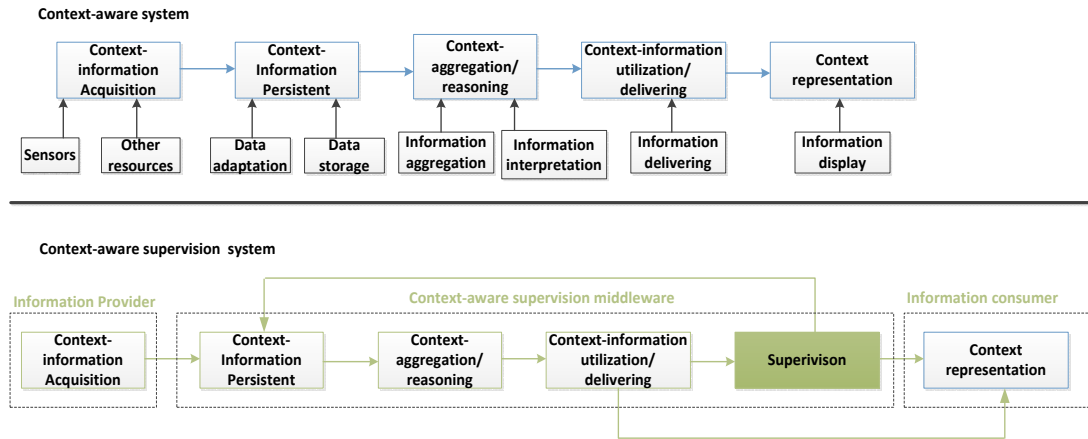 Context-aware system
Context-
information
Acquisition
Context-
Information
Persistent
Context-
aggregation/
reasoning
Context-information
utilization/
delivering
Context
representation
Sensors
Other
resources
Data
adaptation
Data
storage
Information
aggregation
Information
interpretation
Information
delivering
Information
display
Context-aware supervision system
Information Provider
Context-aware supervision middleware
Information consumer
Context-
information
Acquisition
Context-
Information
Persistent
Context-
aggregation/
reasoning
Context-information
utilization/
delivering
Supervison
Context
representation